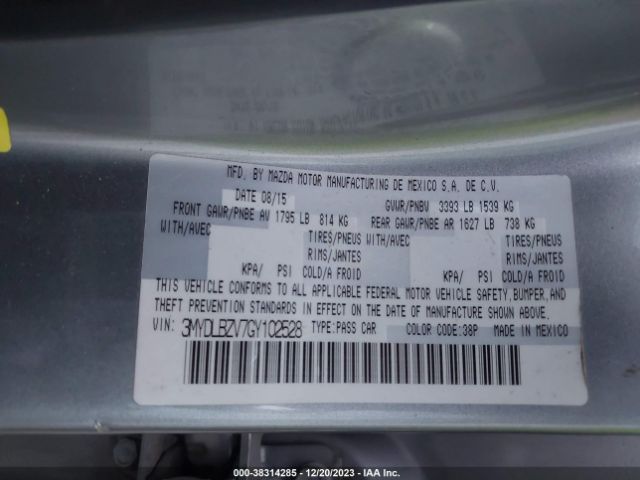 MFD. BY MAZDA MOTOR MANUFACTURING DE MEXICO S.A. DE C.V.
DATE 08/15 GVWR/PNBV 3393 LB 1539 KG
FRONT GAWR/PNBE AV 1795 LB 814 KG REAR GAWR/PNBE AR 1627 LB 738 KG
WITH/AVEC TIRES/PNEUS WITH/AVEC TIRES/PNEUS
RIMS/JANTES RIMS/JANTES
KPA/ PSI COLD/A FROID KPA/ PSI COLD/A FROID
THIS VEHICLE CONFORMS TO ALL APPLICABLE FEDERAL MOTOR VEHICLE SAFETY, BUMPER, AND
THEFT PREVENTION STANDARDS IN EFFECT ON THE DATE OF MANUFACTURE SHOWN ABOVE.
VIN: 3MYDLBZV7GY102528 TYPE: PASS CAR COLOR CODE: 38P MADE IN MEXICO
000-38314285 - 12/20/2023 - IAA Inc.